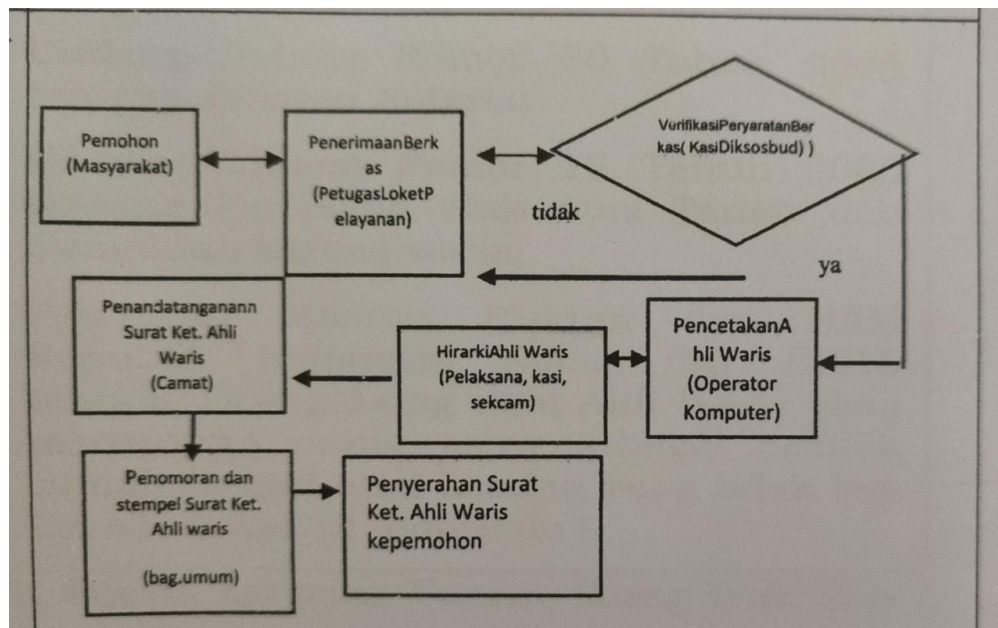 Pemohon
(Masyarakat)
PenerimaanBerk
as
(PetugasLoketP
elayanan)
VerifikasiPeryaratanBer
kas( KasiDiksosbud) )
tidak
ya
PencetakanA
hli Waris
(Operator
Komputer)
HirarkiAhli Waris
(Pelaksana, kasi,
sekcam)
Penandatanganann
Surat Ket. Ahli
Waris
(Camat)
Penomoran dan
stempel Surat Ket.
Ahli waris
(bag.umum)
Penyerahan Surat
Ket. Ahli Waris
kepemohon